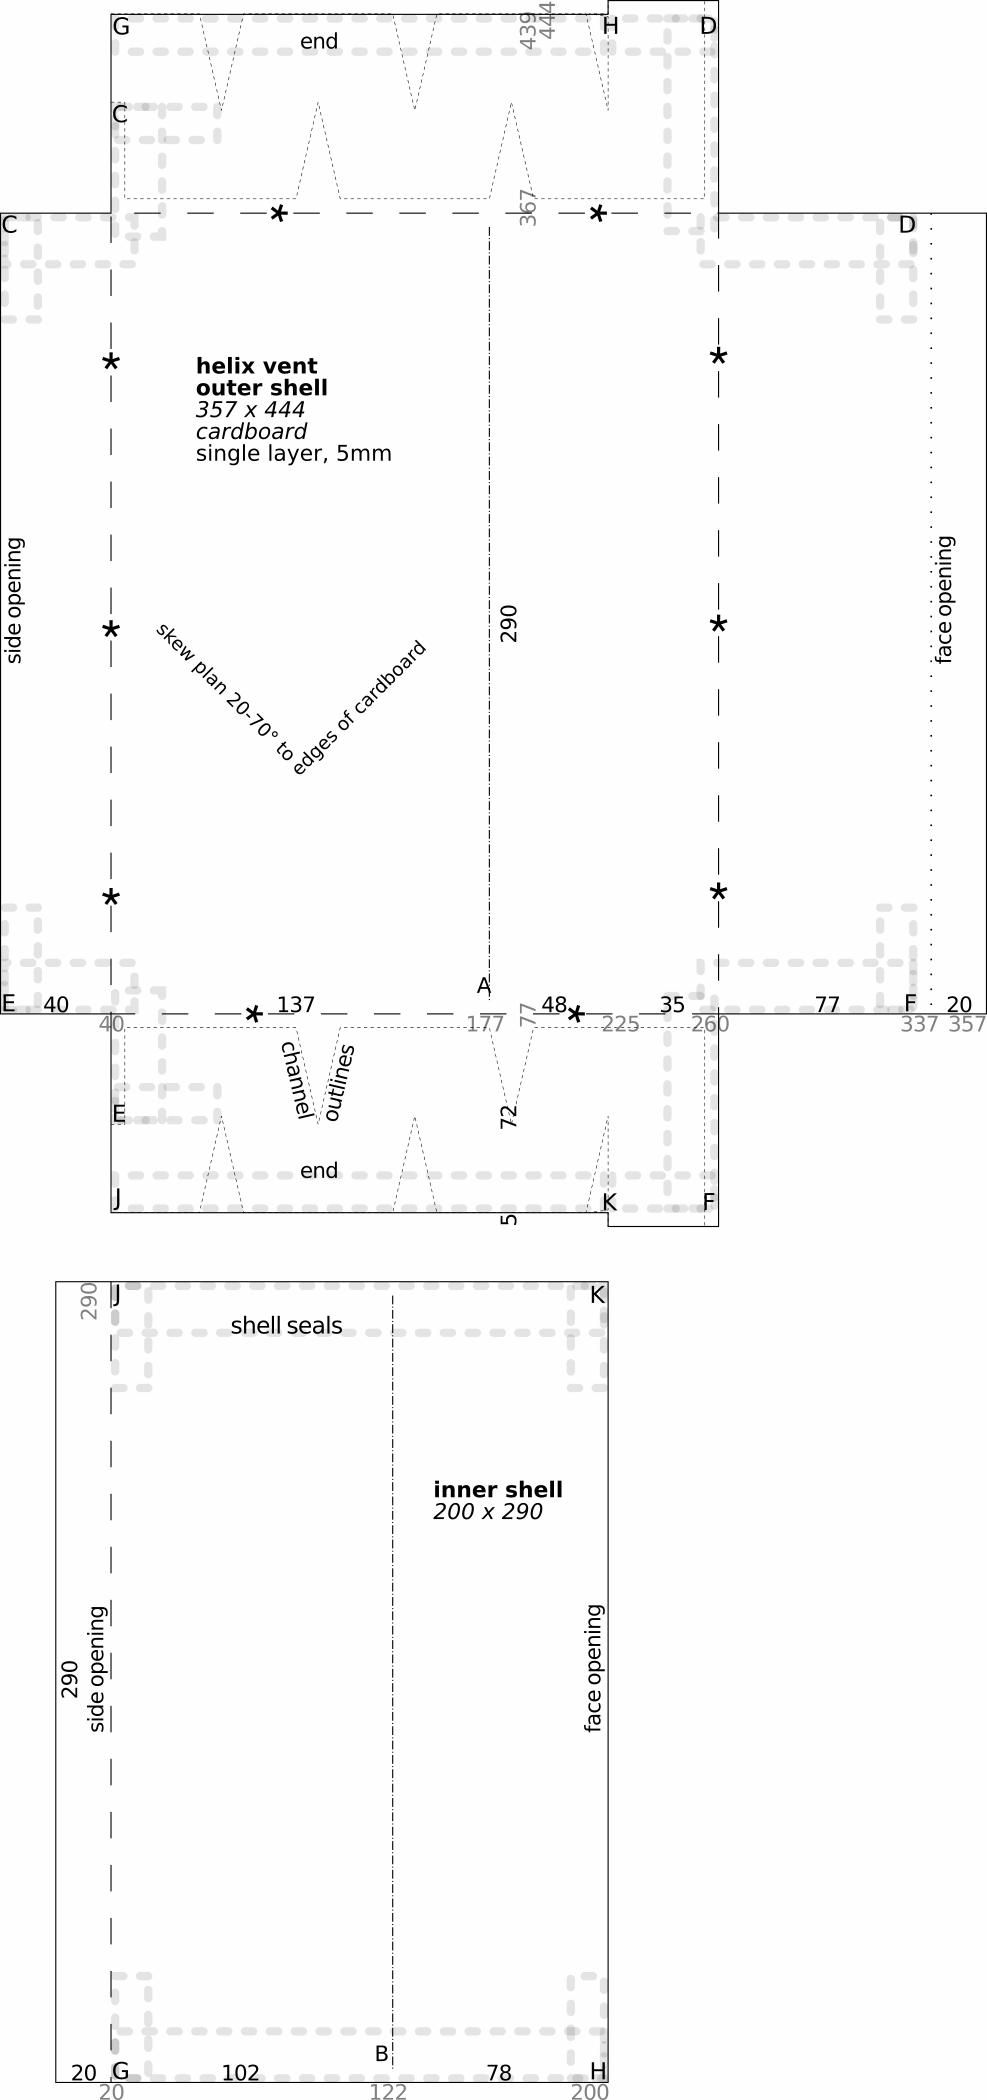 G
end
439
444
H
D
C
*
367
*
C
D
*
*
helix vent
outer shell
357 x 444
cardboard
single layer, 5mm
side opening
face opening
290
*
*
skew plan 20-70° to
edges of cardboard
*
*
A
E
40
137
48
35
77
F
20
*
*
40
177
77
225
260
337
357
channel
outlines
E
72
end
J
K
F
5
290
J
K
shell seals
inner shell
200 x 290
290
side opening
face opening
B
20
G
102
78
H
20
122
200